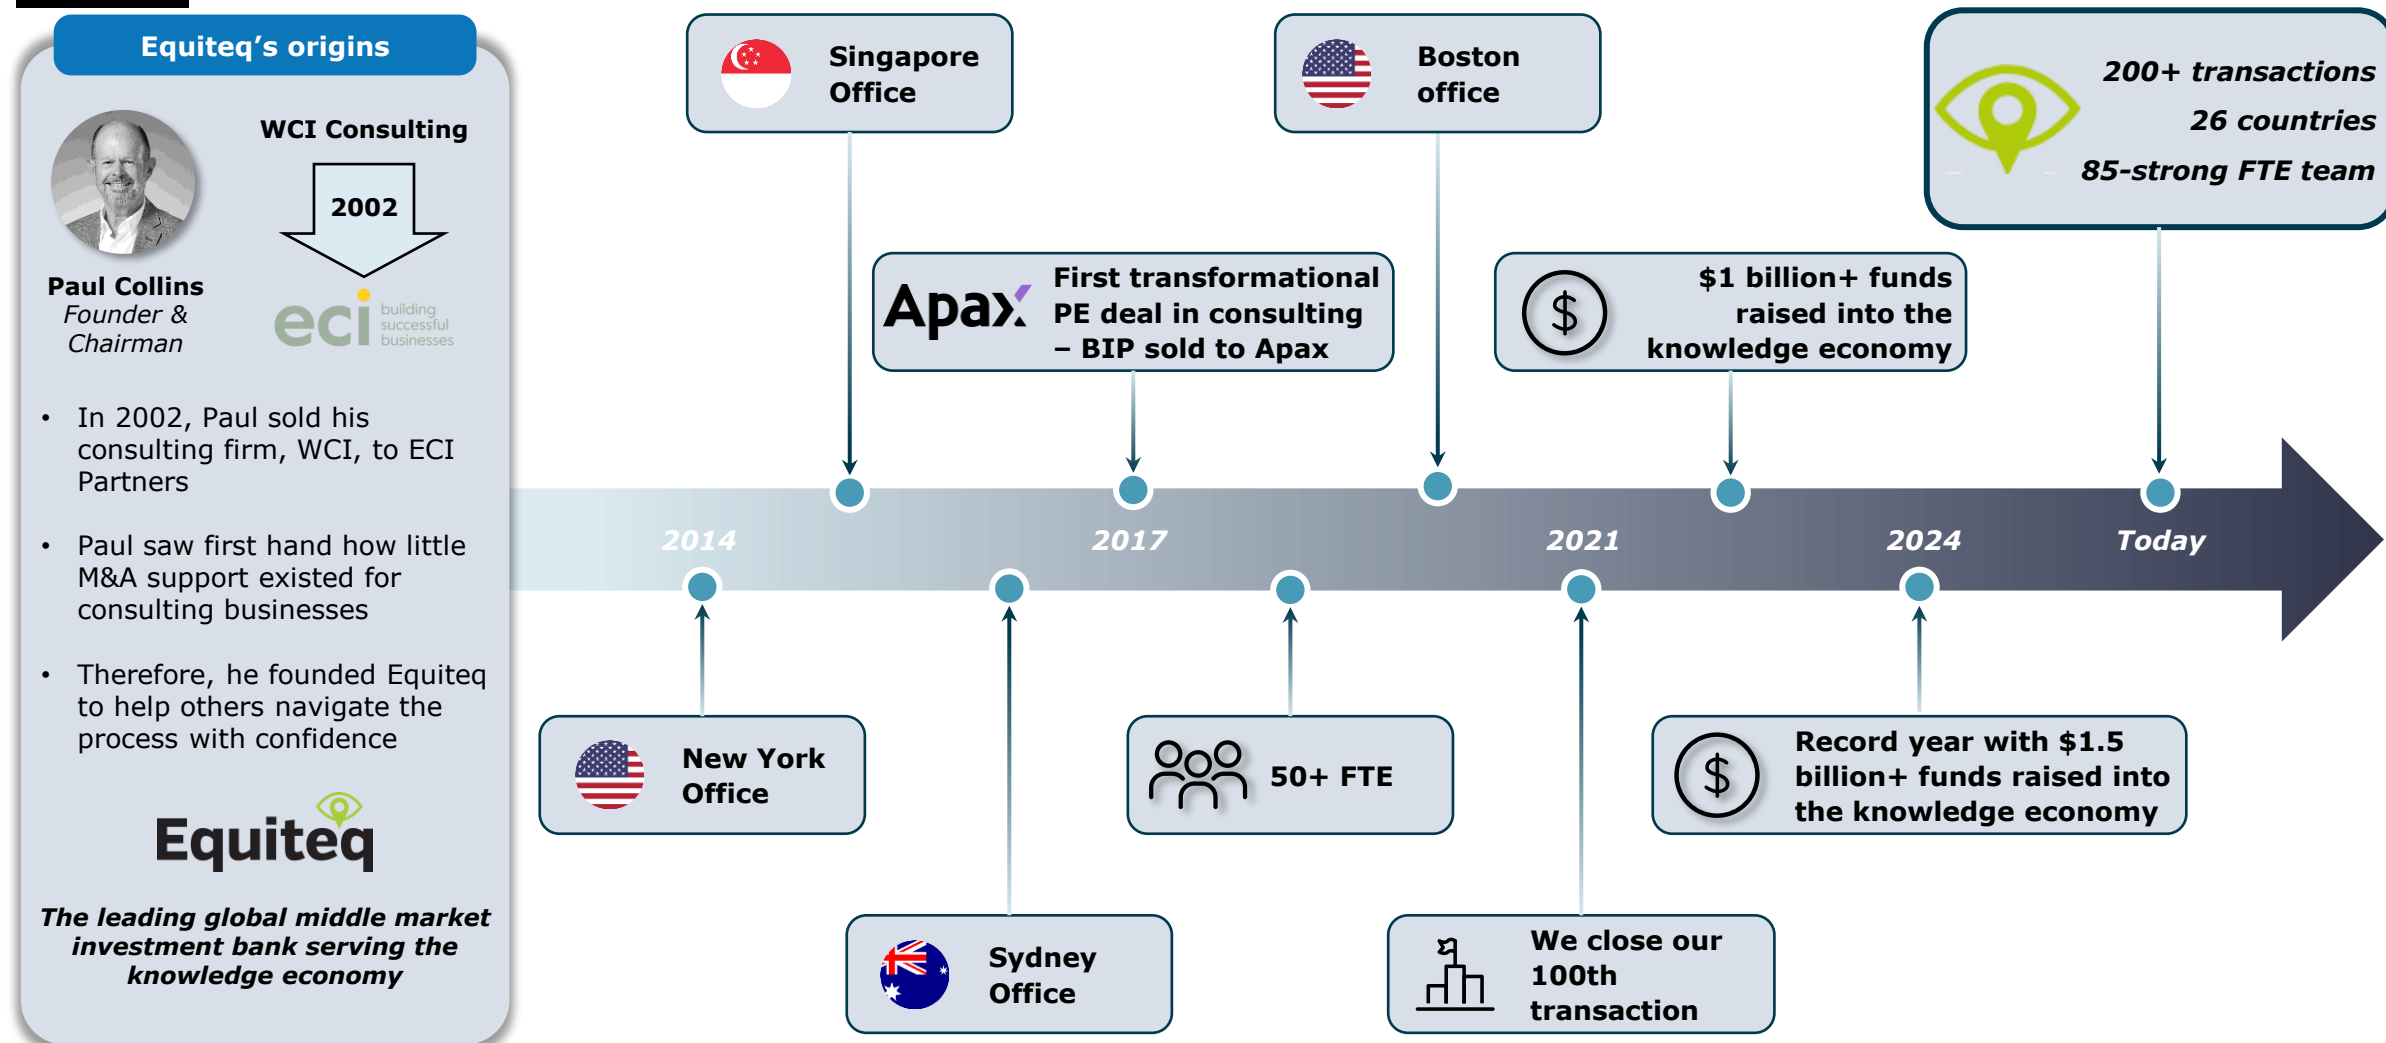 Equiteq’s origins
WCI Consulting
2002
Paul Collins
Founder &
Chairman
eci building
successful
businesses
• In 2002, Paul sold his
consulting firm, WCI, to ECI
Partners
• Paul saw first hand how little
M&A support existed for
consulting businesses
• Therefore, he founded Equiteq
to help others navigate the
process with confidence
Equiteq
The leading global middle market
investment bank serving the
knowledge economy
Singapore
Office
Boston
office
200+ transactions
26 countries
85-strong FTE team
Apax
First transformational
PE deal in consulting
– BIP sold to Apax
$
$1 billion+ funds
raised into the
knowledge economy
2014
2017
2021
2024
Today
New York
Office
50+ FTE
$
Record year with $1.5
billion+ funds raised into
the knowledge economy
Sydney
Office
We close our
100th
transaction